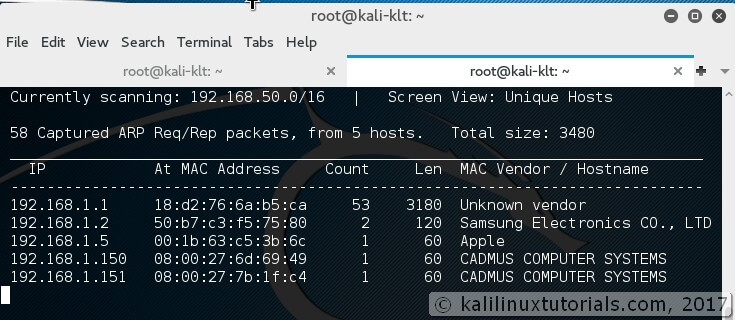 root@kali-klt: ~
File Edit View Search Terminal Tabs Help
root@kali-klt: ~ root@kali-klt: ~
Currently scanning: 192.168.50.0/16 | Screen View: Unique Hosts
58 Captured ARP Req/Rep packets, from 5 hosts. Total size: 3480
IP At MAC Address Count Len MAC Vendor / Hostname
192.168.1.1 18:d2:76:6a:b5:ca 53 3180 Unknown vendor
192.168.1.2 50:b7:c3:f5:75:80 2 120 Samsung Electronics CO., LTD
192.168.1.5 00:1b:63:c5:3b:6c 1 60 Apple
192.168.1.150 08:00:27:6d:69:49 1 60 CADMUS COMPUTER SYSTEMS
192.168.1.151 08:00:27:7b:1f:c4 1 60 CADMUS COMPUTER SYSTEMS
© kalilinuxtutorials.com, 2017